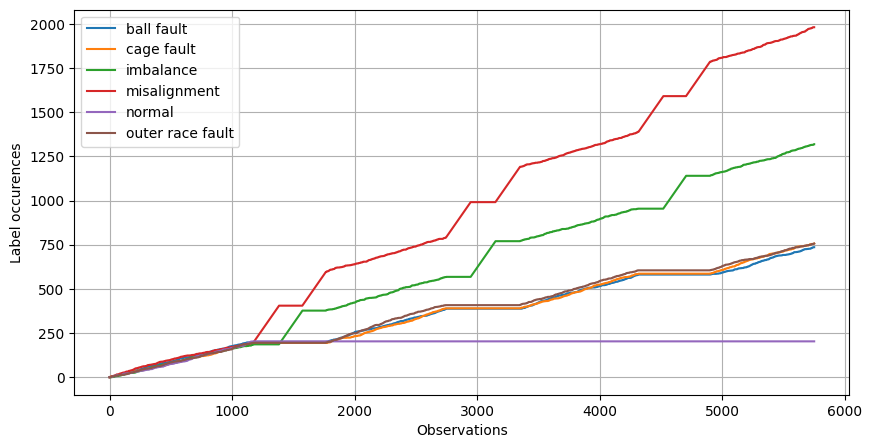 2000
1750
1500
1250
1000
750
500
250
0
Label occurences
ball fault
cage fault
imbalance
misalignment
normal
outer race fault
0 1000 2000 3000 4000 5000 6000
Observations